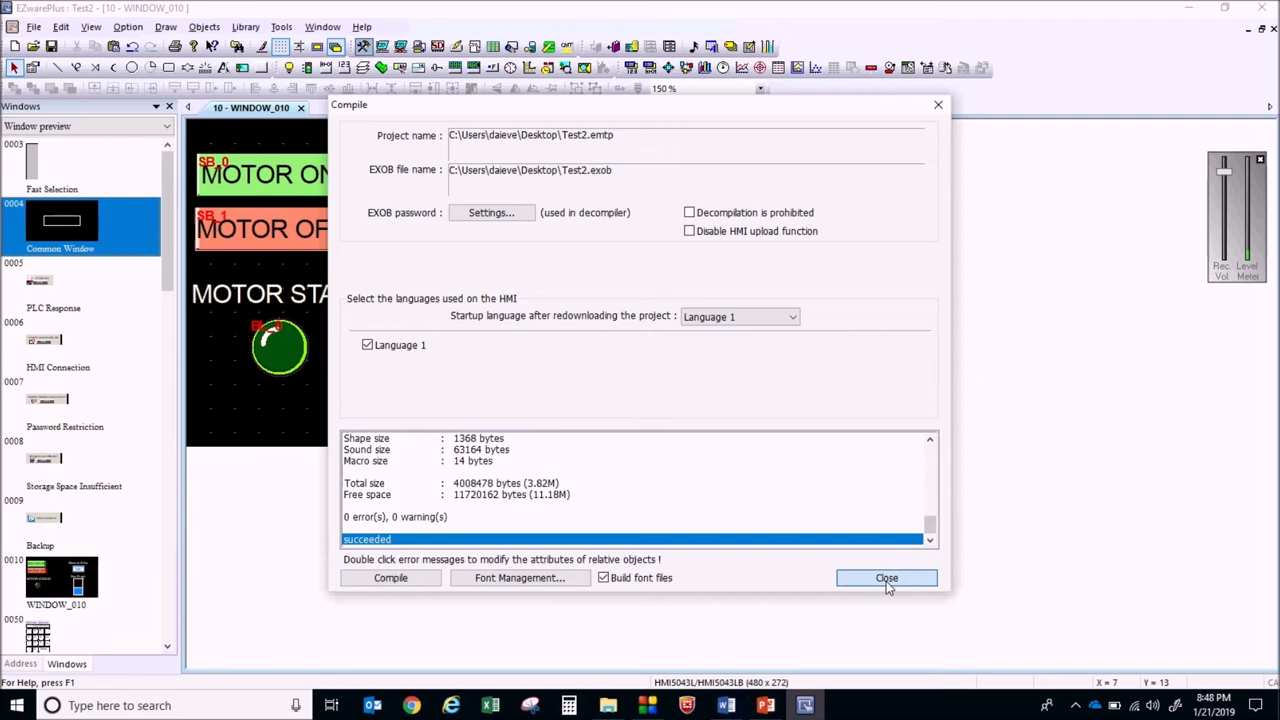 EZwarePlus : Test2 - [10 - WINDOW_010 ]
File Edit View Option Draw Objects Library Tools Window Help
150 %
Windows
10 - WINDOW_010
Window preview
0003
Fast Selection
0004
Common Window
0005
PLC Response
0006
HMI Connection
0007
Password Restriction
0008
Storage Space Insufficient
0009
Backup
0010
WINDOW_010
0050
Address Windows
SB_0
MOTOR ON
SB_1
MOTOR OF
MOTOR STA
Compile
Project name : C:\Users\daieve\Desktop\Test2.emtp
EXOB file name : C:\Users\daieve\Desktop\Test2.exob
EXOB password : Settings... (used in decompiler)
Decompilation is prohibited
Disable HMI upload function
Select the languages used on the HMI
Startup language after redownloading the project : Language 1
Language 1
Shape size : 1368 bytes
Sound size : 63164 bytes
Macro size : 14 bytes
Total size : 4008478 bytes (3.82M)
Free space : 11720162 bytes (11.18M)
0 error(s), 0 warning(s)
succeeded
Double click error messages to modify the attributes of relative objects !
Compile Font Management... Build font files Close
Rec. Vol Level Meter
For Help, press F1
HMI5043L/HMI5043LB (480 x 272)
X = 7 Y = 13
Type here to search
8:48 PM
1/21/2019